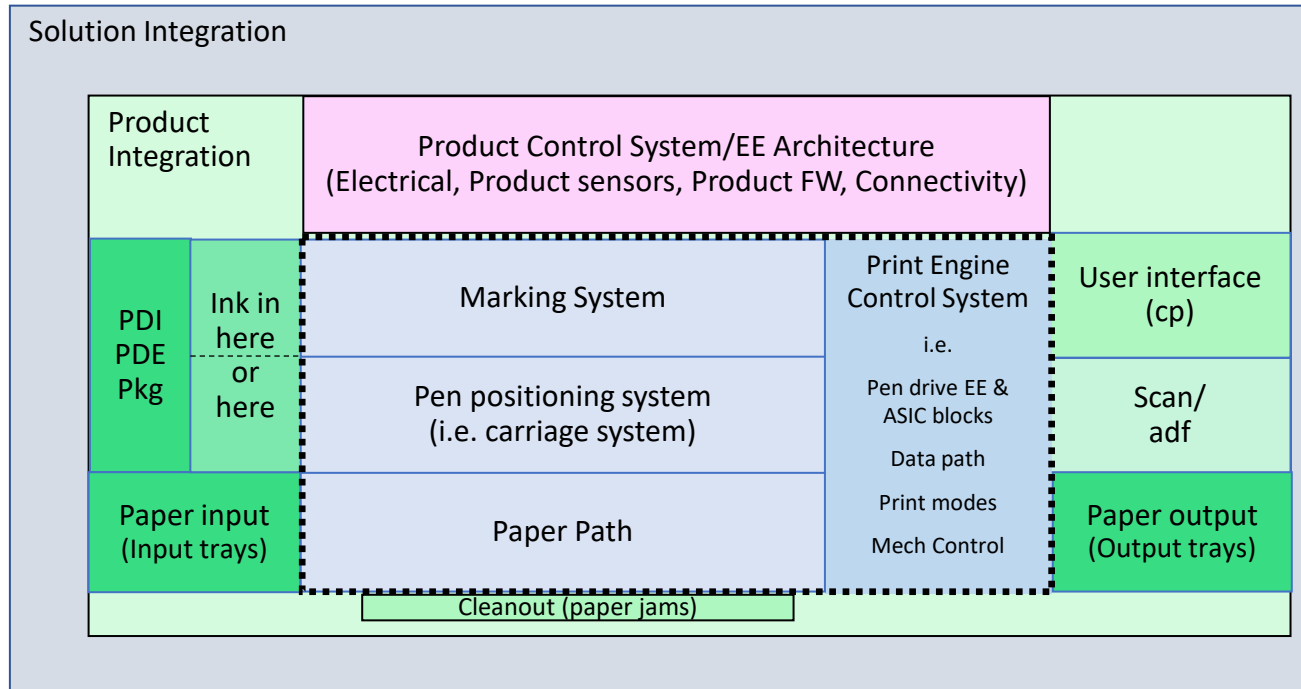 Solution Integration
Product
Integration
Product Control System/EE Architecture
(Electrical, Product sensors, Product FW, Connectivity)
PDI
PDE
Pkg
Ink in
here
or
here
Marking System
Pen positioning system
(i.e. carriage system)
Print Engine
Control System
i.e.
Pen drive EE &
ASIC blocks
Data path
Print modes
Mech Control
User interface
(cp)
Scan/
adf
Paper input
(Input trays)
Paper Path
Paper output
(Output trays)
Cleanout (paper jams)